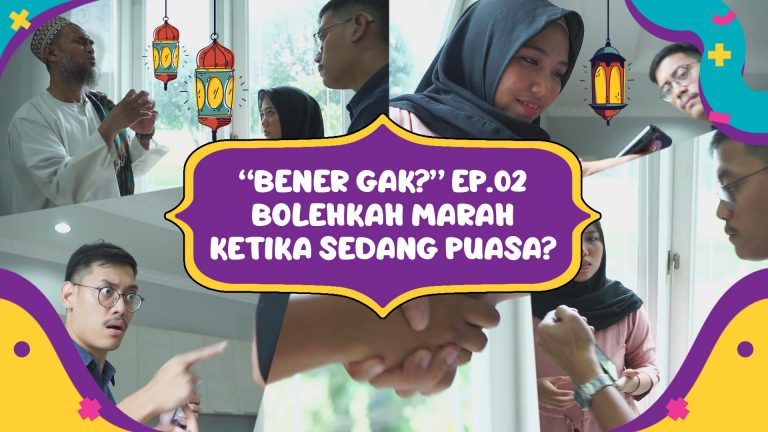 “BENER GAK?” EP.02
BOLEHKAH MARAH
KETIKA SEDANG PUASA?